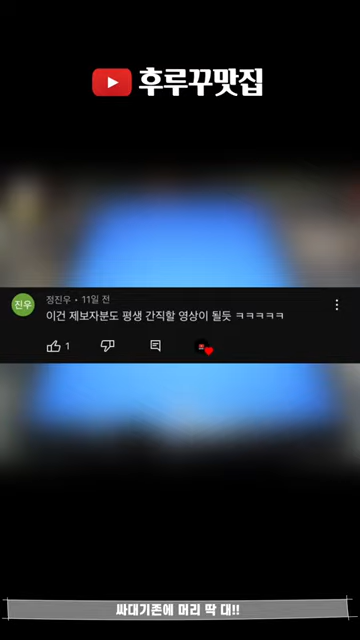 후루꾸맛집
진우
정진우 • 11일 전
이건 제보자분도 평생 간직할 영상이 될듯 ㅋㅋㅋㅋㅋ
1
싸대기존에 머리 딱 대!!